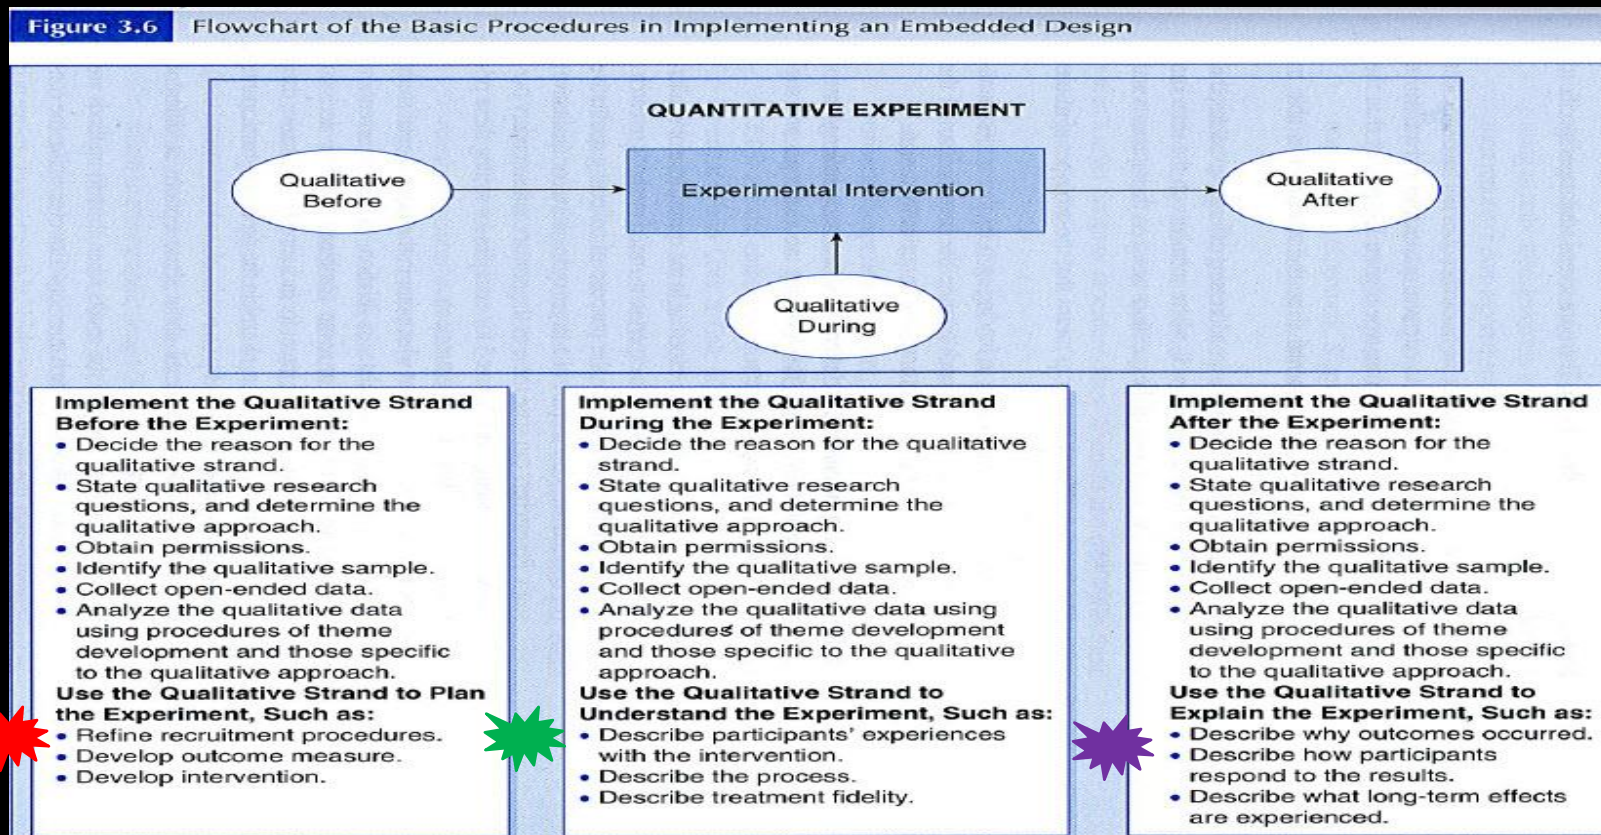 Figure 3.6 Flowchart of the Basic Procedures in Implementing an Embedded Design
QUANTITATIVE EXPERIMENT
Qualitative
Before
Experimental Intervention
Qualitative
After
Qualitative
During
Implement the Qualitative Strand
Before the Experiment:
• Decide the reason for the
qualitative strand.
• State qualitative research
questions, and determine the
qualitative approach.
• Obtain permissions.
• Identify the qualitative sample.
• Collect open-ended data.
• Analyze the qualitative data
using procedures of theme
development and those specific
to the qualitative approach.
Use the Qualitative Strand to Plan
the Experiment, Such as:
• Refine recruitment procedures.
• Develop outcome measure.
• Develop intervention.
Implement the Qualitative Strand
During the Experiment:
• Decide the reason for the qualitative
strand.
• State qualitative research
questions, and determine the
qualitative approach.
• Obtain permissions.
• Identify the qualitative sample.
• Collect open-ended data.
• Analyze the qualitative data using
procedures of theme development
and those specific to the qualitative
approach.
Use the Qualitative Strand to
Understand the Experiment, Such as:
• Describe participants' experiences
with the intervention.
• Describe the process.
• Describe treatment fidelity.
Implement the Qualitative Strand
After the Experiment:
• Decide the reason for the
qualitative strand.
• State qualitative research
questions, and determine the
qualitative approach.
• Obtain permissions.
• Identify the qualitative sample.
• Collect open-ended data.
• Analyze the qualitative data
using procedures of theme
development and those specific
to the qualitative approach.
Use the Qualitative Strand to
Explain the Experiment, Such as:
• Describe why outcomes occurred.
• Describe how participants
respond to the results.
• Describe what long-term effects
are experienced.